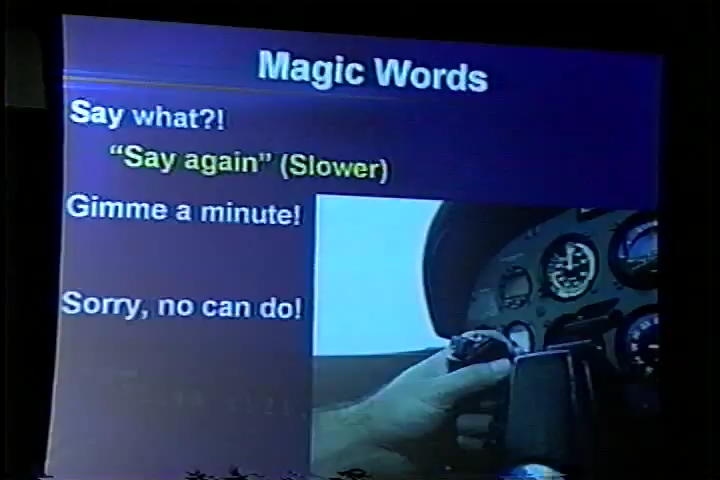 Magic Words
Say what?!
“Say again” (Slower)
Gimme a minute!
Sorry, no can do!